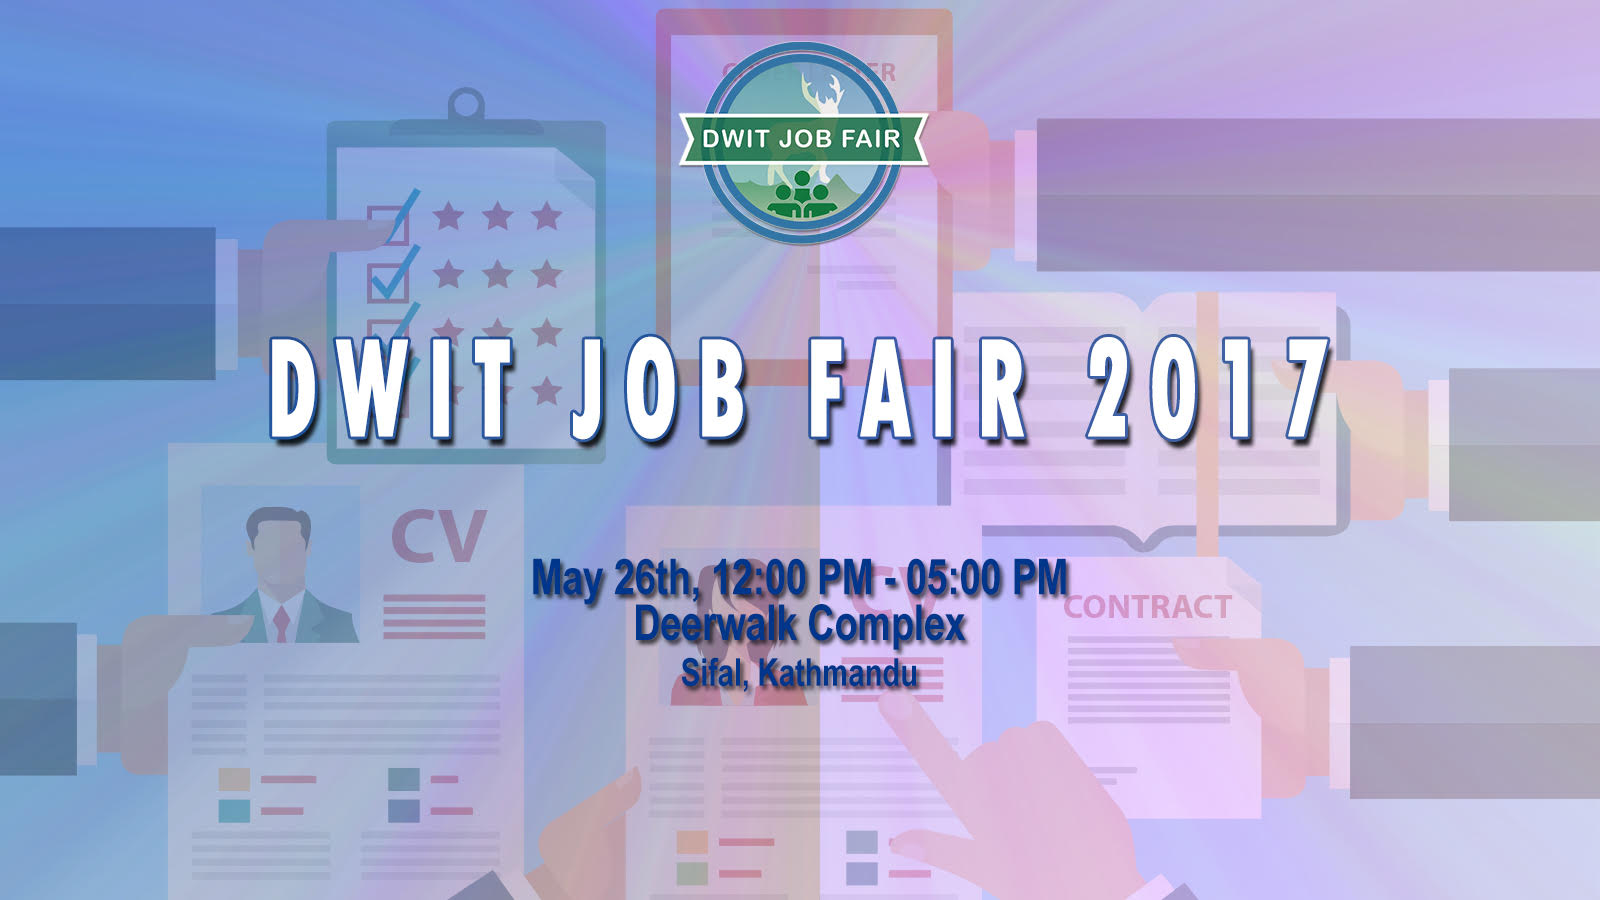 DWIT JOB FAIR
DWIT JOB FAIR 2017
CV
May 26th, 12:00 PM - 05:00 PM
Deerwalk Complex
Sifal, Kathmandu
CV
CONTRACT